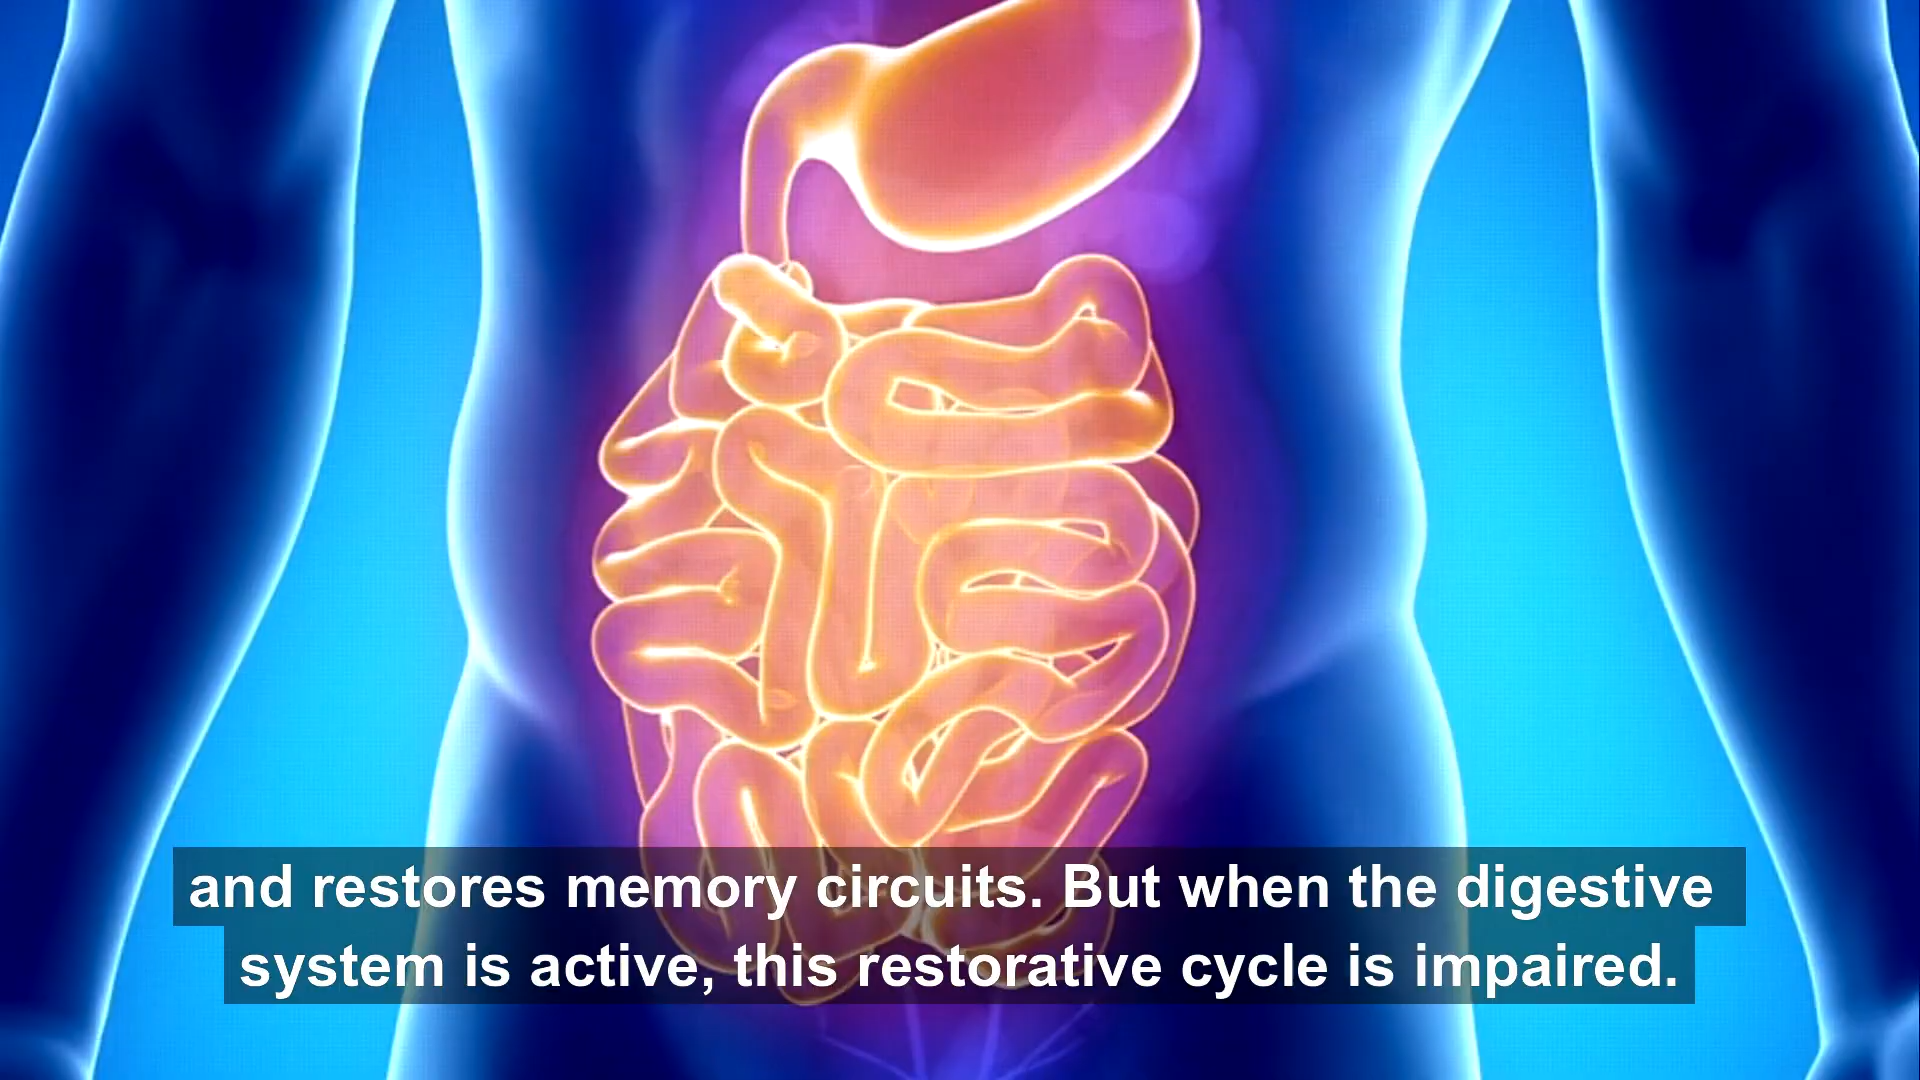 and restores memory circuits. But when the digestive
system is active, this restorative cycle is impaired.